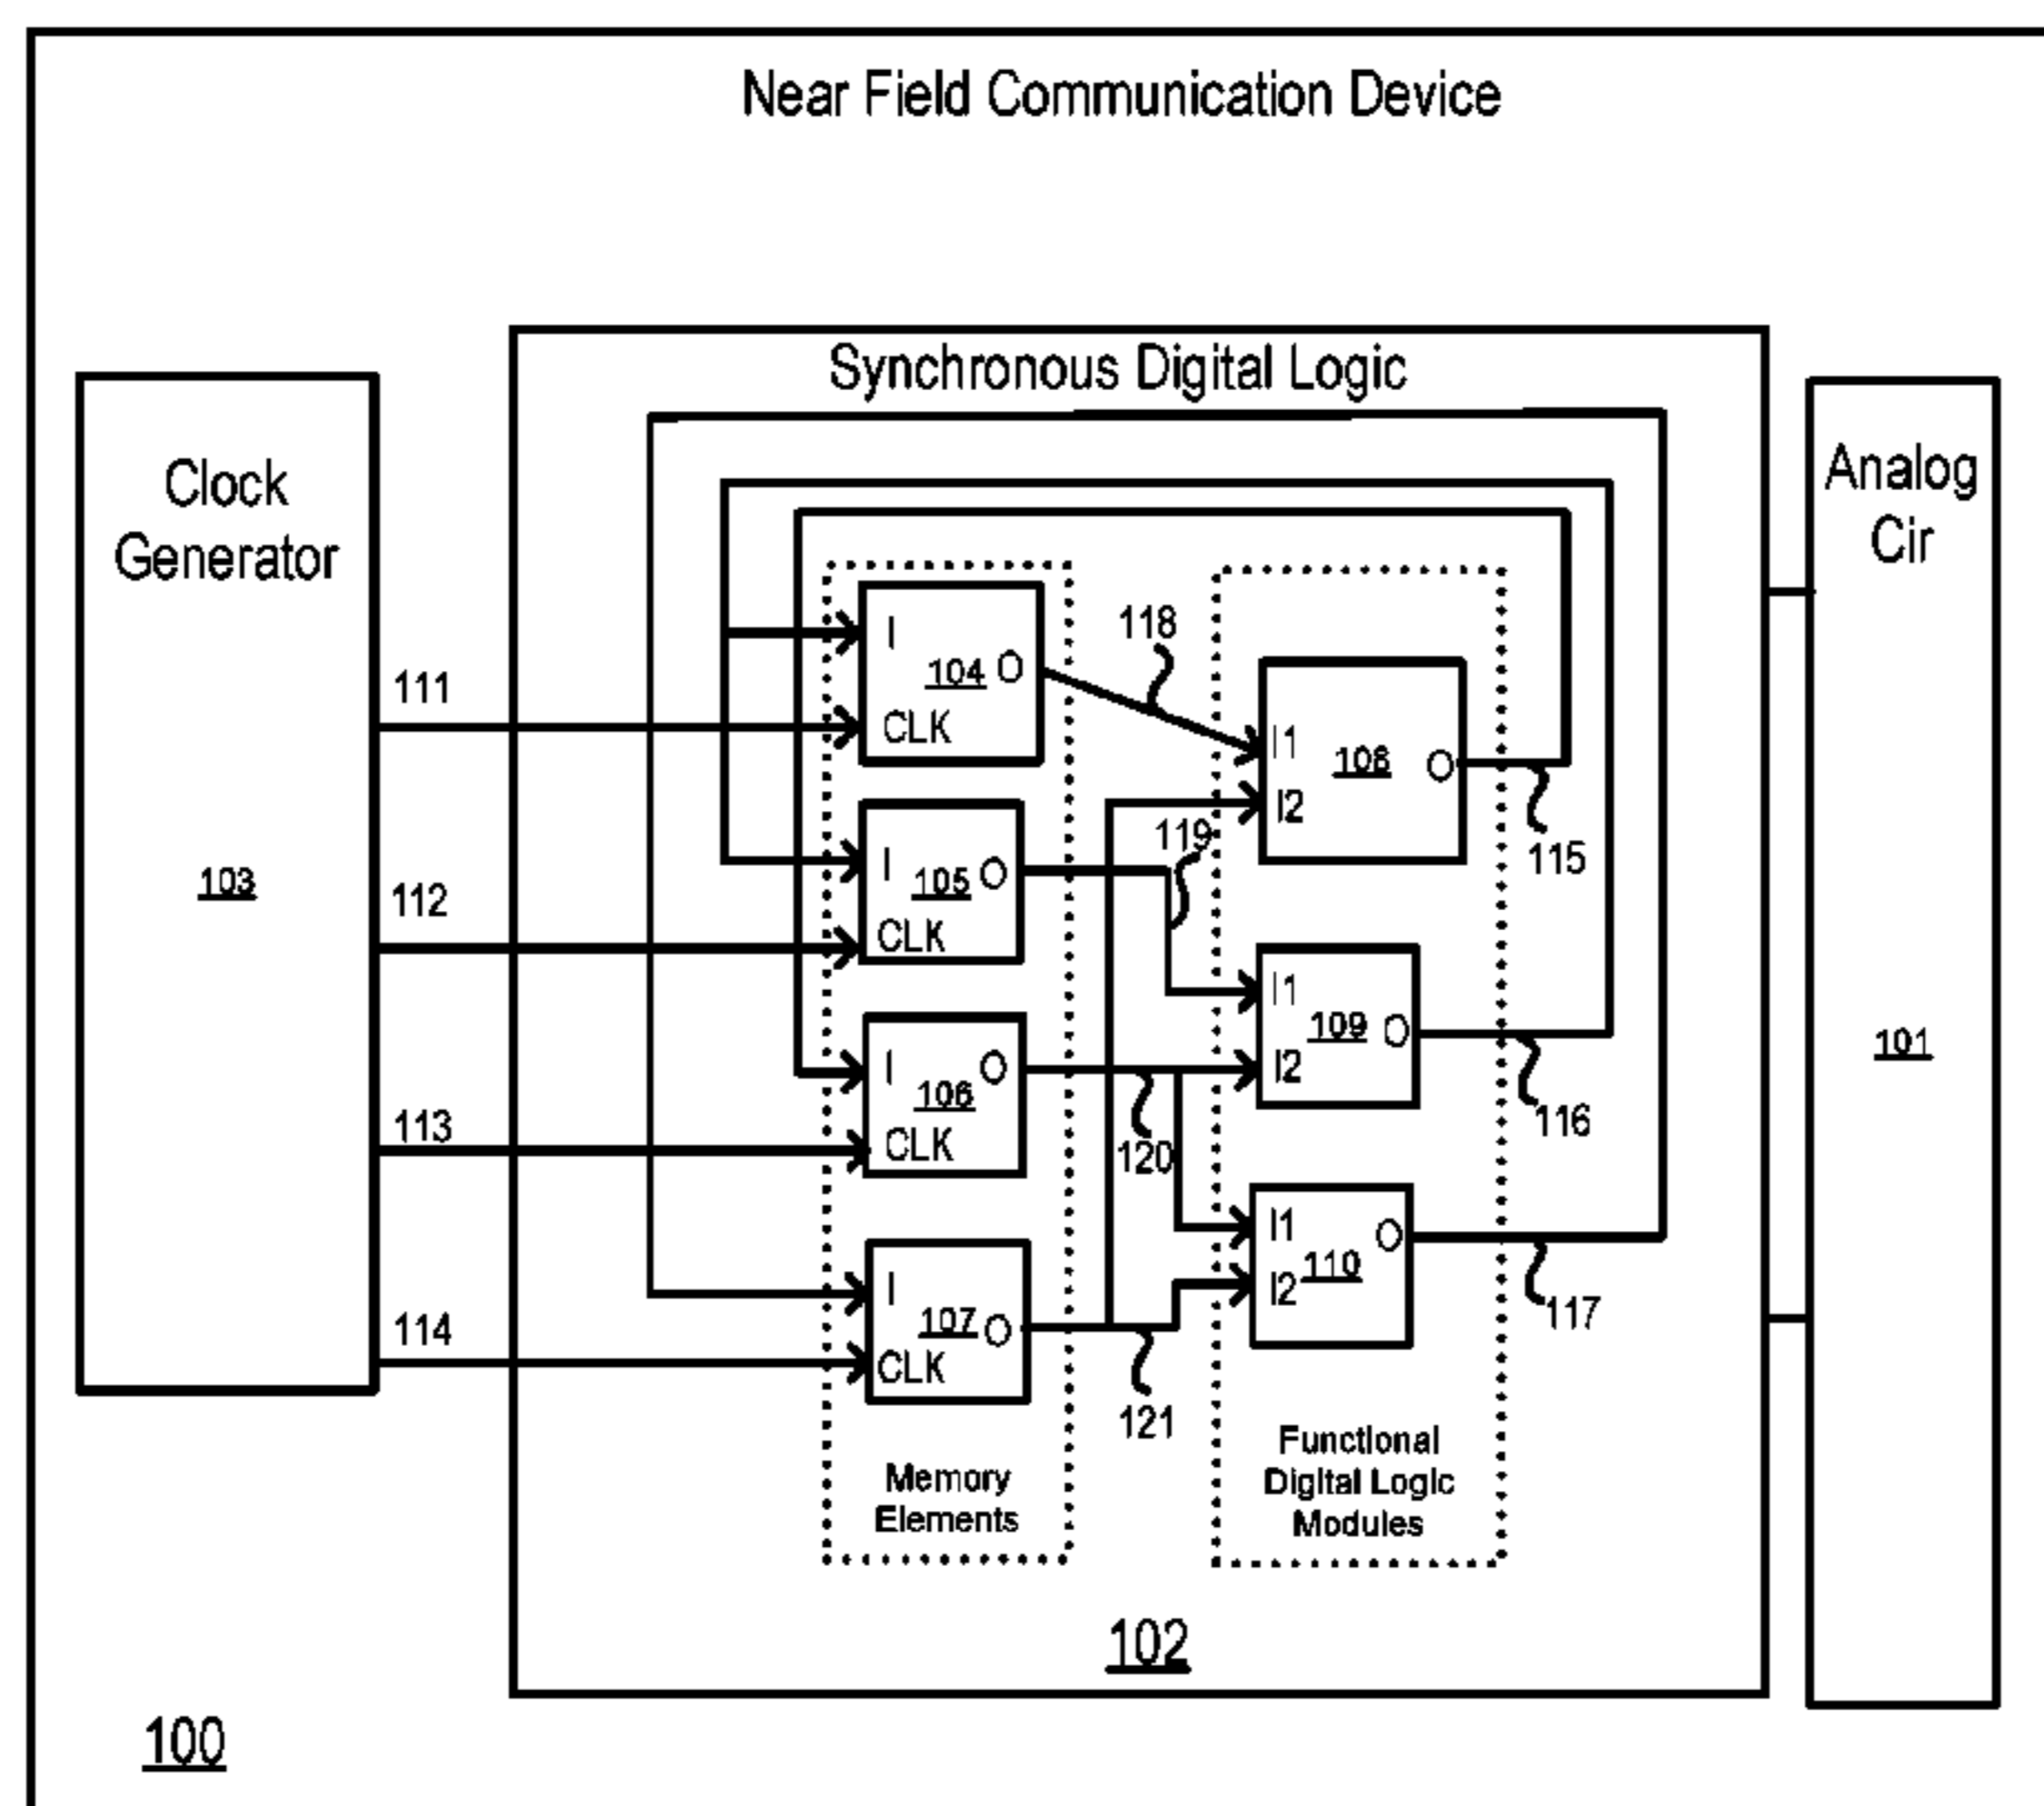 Near Field Communication Device
Synchronous Digital Logic
Clock
Generator
103
Analog
Cir
101
111
112
113
114
I
104
O
CLK
I
105
O
CLK
I
106
O
CLK
I
107
O
CLK
Memory
Elements
118
119
120
121
I1
108
O
I2
I1
109
O
I2
I1
110
O
I2
Functional
Digital Logic
Modules
115
116
117
102
100